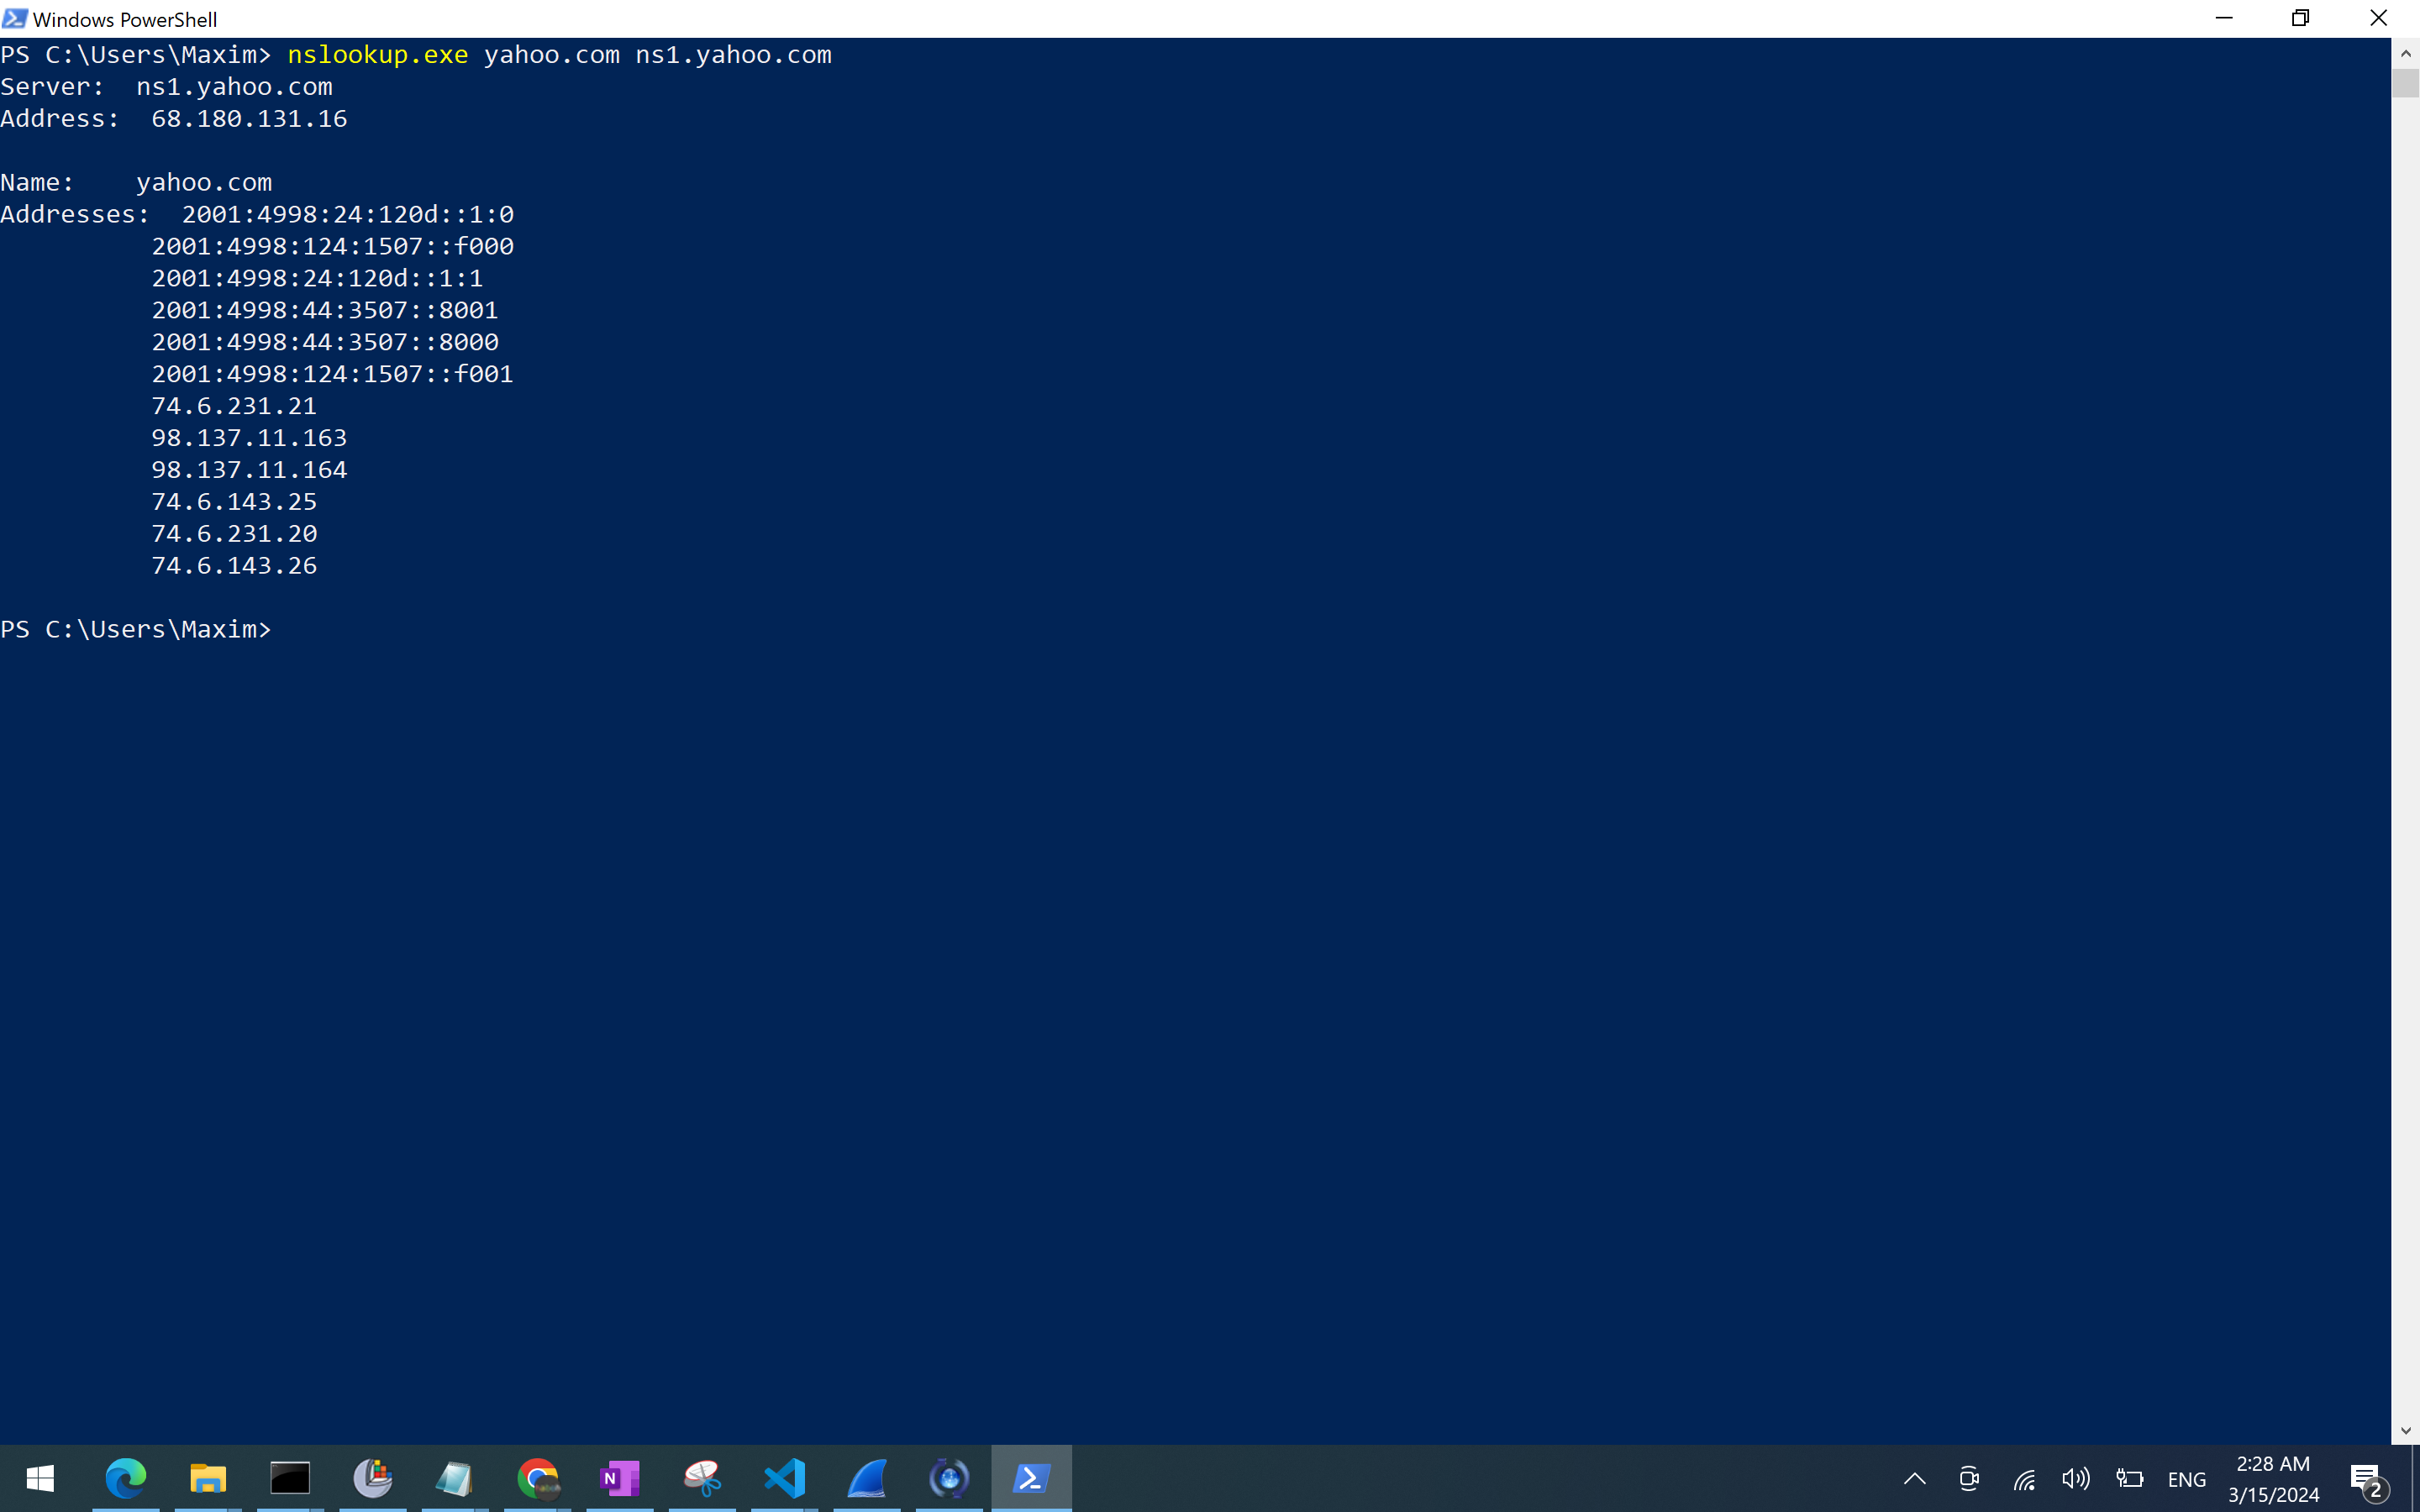 Windows PowerShell
PS C:\Users\Maxim> nslookup.exe yahoo.com ns1.yahoo.com
Server:  ns1.yahoo.com
Address:  68.180.131.16
Name:    yahoo.com
Addresses:  2001:4998:24:120d::1:0
2001:4998:124:1507::f000
2001:4998:24:120d::1:1
2001:4998:44:3507::8001
2001:4998:44:3507::8000
2001:4998:124:1507::f001
74.6.231.21
98.137.11.163
98.137.11.164
74.6.143.25
74.6.231.20
74.6.143.26
PS C:\Users\Maxim>
N
ENG
2:28 AM
3/15/2024
2